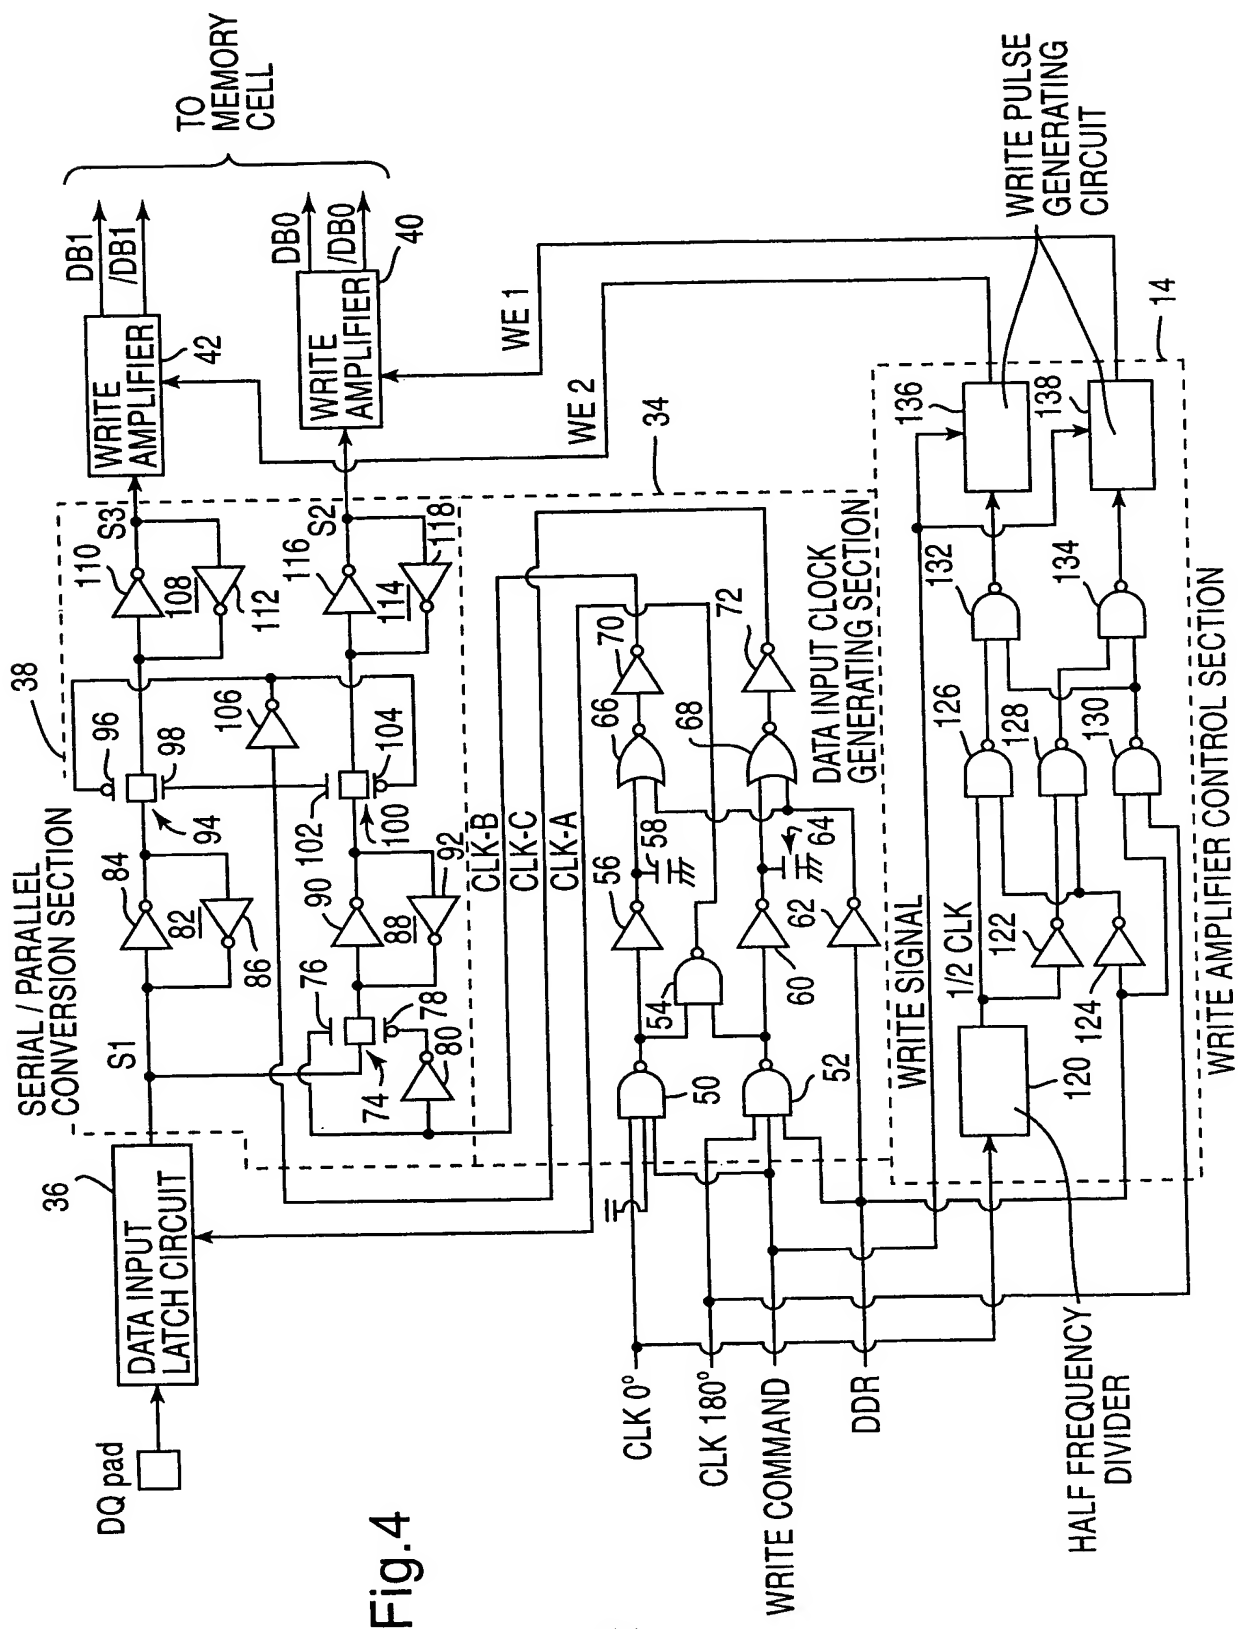 Fig.4
DQ pad
DATA INPUT
LATCH CIRCUIT
36
SERIAL / PARALLEL
CONVERSION SECTION
38
S1
84
82
86
96
98
94
106
110
108
112
S3
WRITE
AMPLIFIER
42
DB1
/DB1
TO
MEMORY
CELL
76
74
78
80
90
88
92
102
100
104
116
114
118
S2
WRITE
AMPLIFIER
40
DB0
/DB0
CLK-B
CLK-C
CLK-A
WE 1
WE 2
34
CLK 0°
CLK 180°
WRITE COMMAND
DDR
50
52
54
56
58
60
62
64
66
68
70
72
DATA INPUT CLOCK
GENERATING SECTION
WRITE SIGNAL
1/2 CLK
120
122
124
126
128
130
132
134
136
138
14
WRITE AMPLIFIER CONTROL SECTION
HALF FREQUENCY
DIVIDER
WRITE PULSE
GENERATING
CIRCUIT